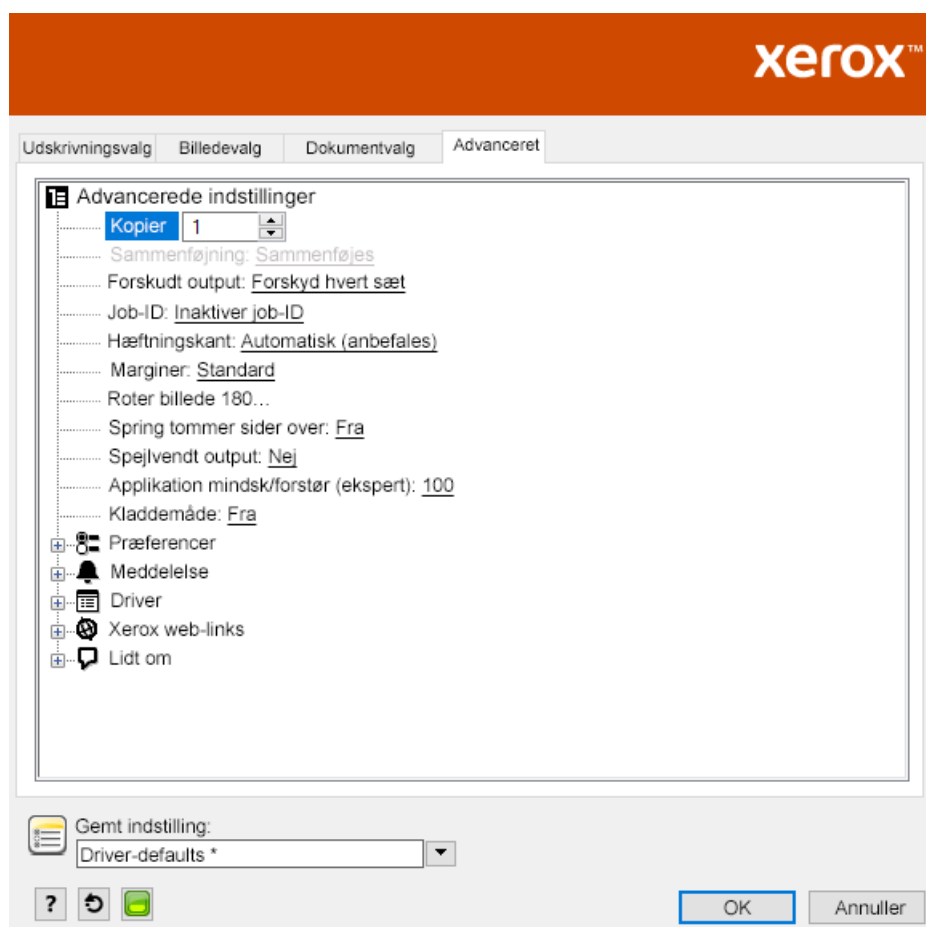 xerox™
Udskrivningsvalg Billedevalg Dokumentvalg Advanceret
Advancerede indstillinger
Kopier 1
Sammenføjning: Sammenføjes
Forskudt output: Forskyd hvert sæt
Job-ID: Inaktiver job-ID
Hæftningskant: Automatisk (anbefales)
Marginer: Standard
Roter billede 180...
Spring tommer sider over: Fra
Spejlvendt output: Nej
Applikation mindsk/forstør (ekspert): 100
Kladdemåde: Fra
Præferencer
Meddelelse
Driver
Xerox web-links
Lidt om
Gemt indstilling:
Driver-defaults *
?
OK Annuller